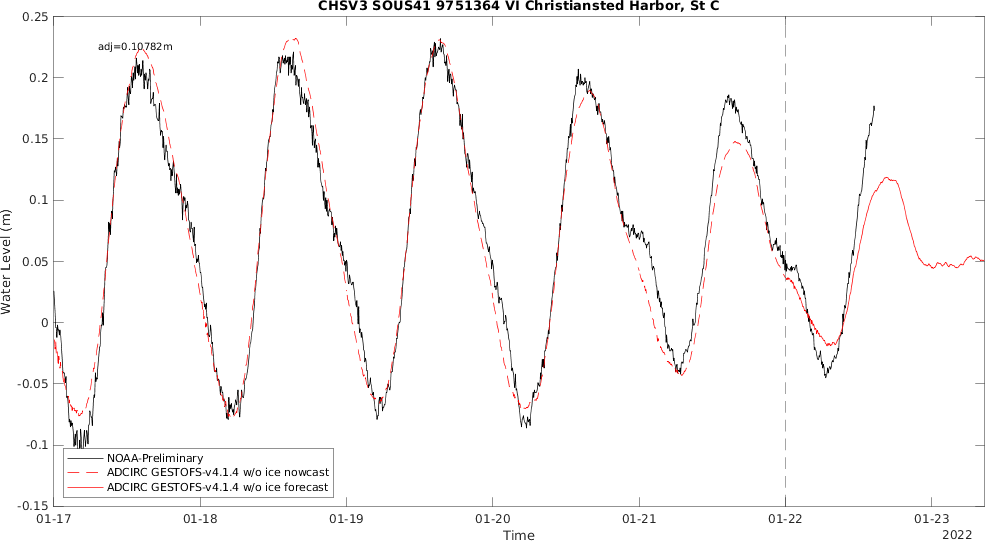 CHSV3 SOUS41 9751364 VI Christiansted Harbor, St C
adj=0.10782m
0.25
0.2
0.15
0.1
0.05
0
-0.05
-0.1
-0.15
Water Level (m)
NOAA-Preliminary
ADCIRC GESTOFS-v4.1.4 w/o ice nowcast
ADCIRC GESTOFS-v4.1.4 w/o ice forecast
01-17 01-18 01-19 01-20 01-21 01-22 01-23
Time
2022